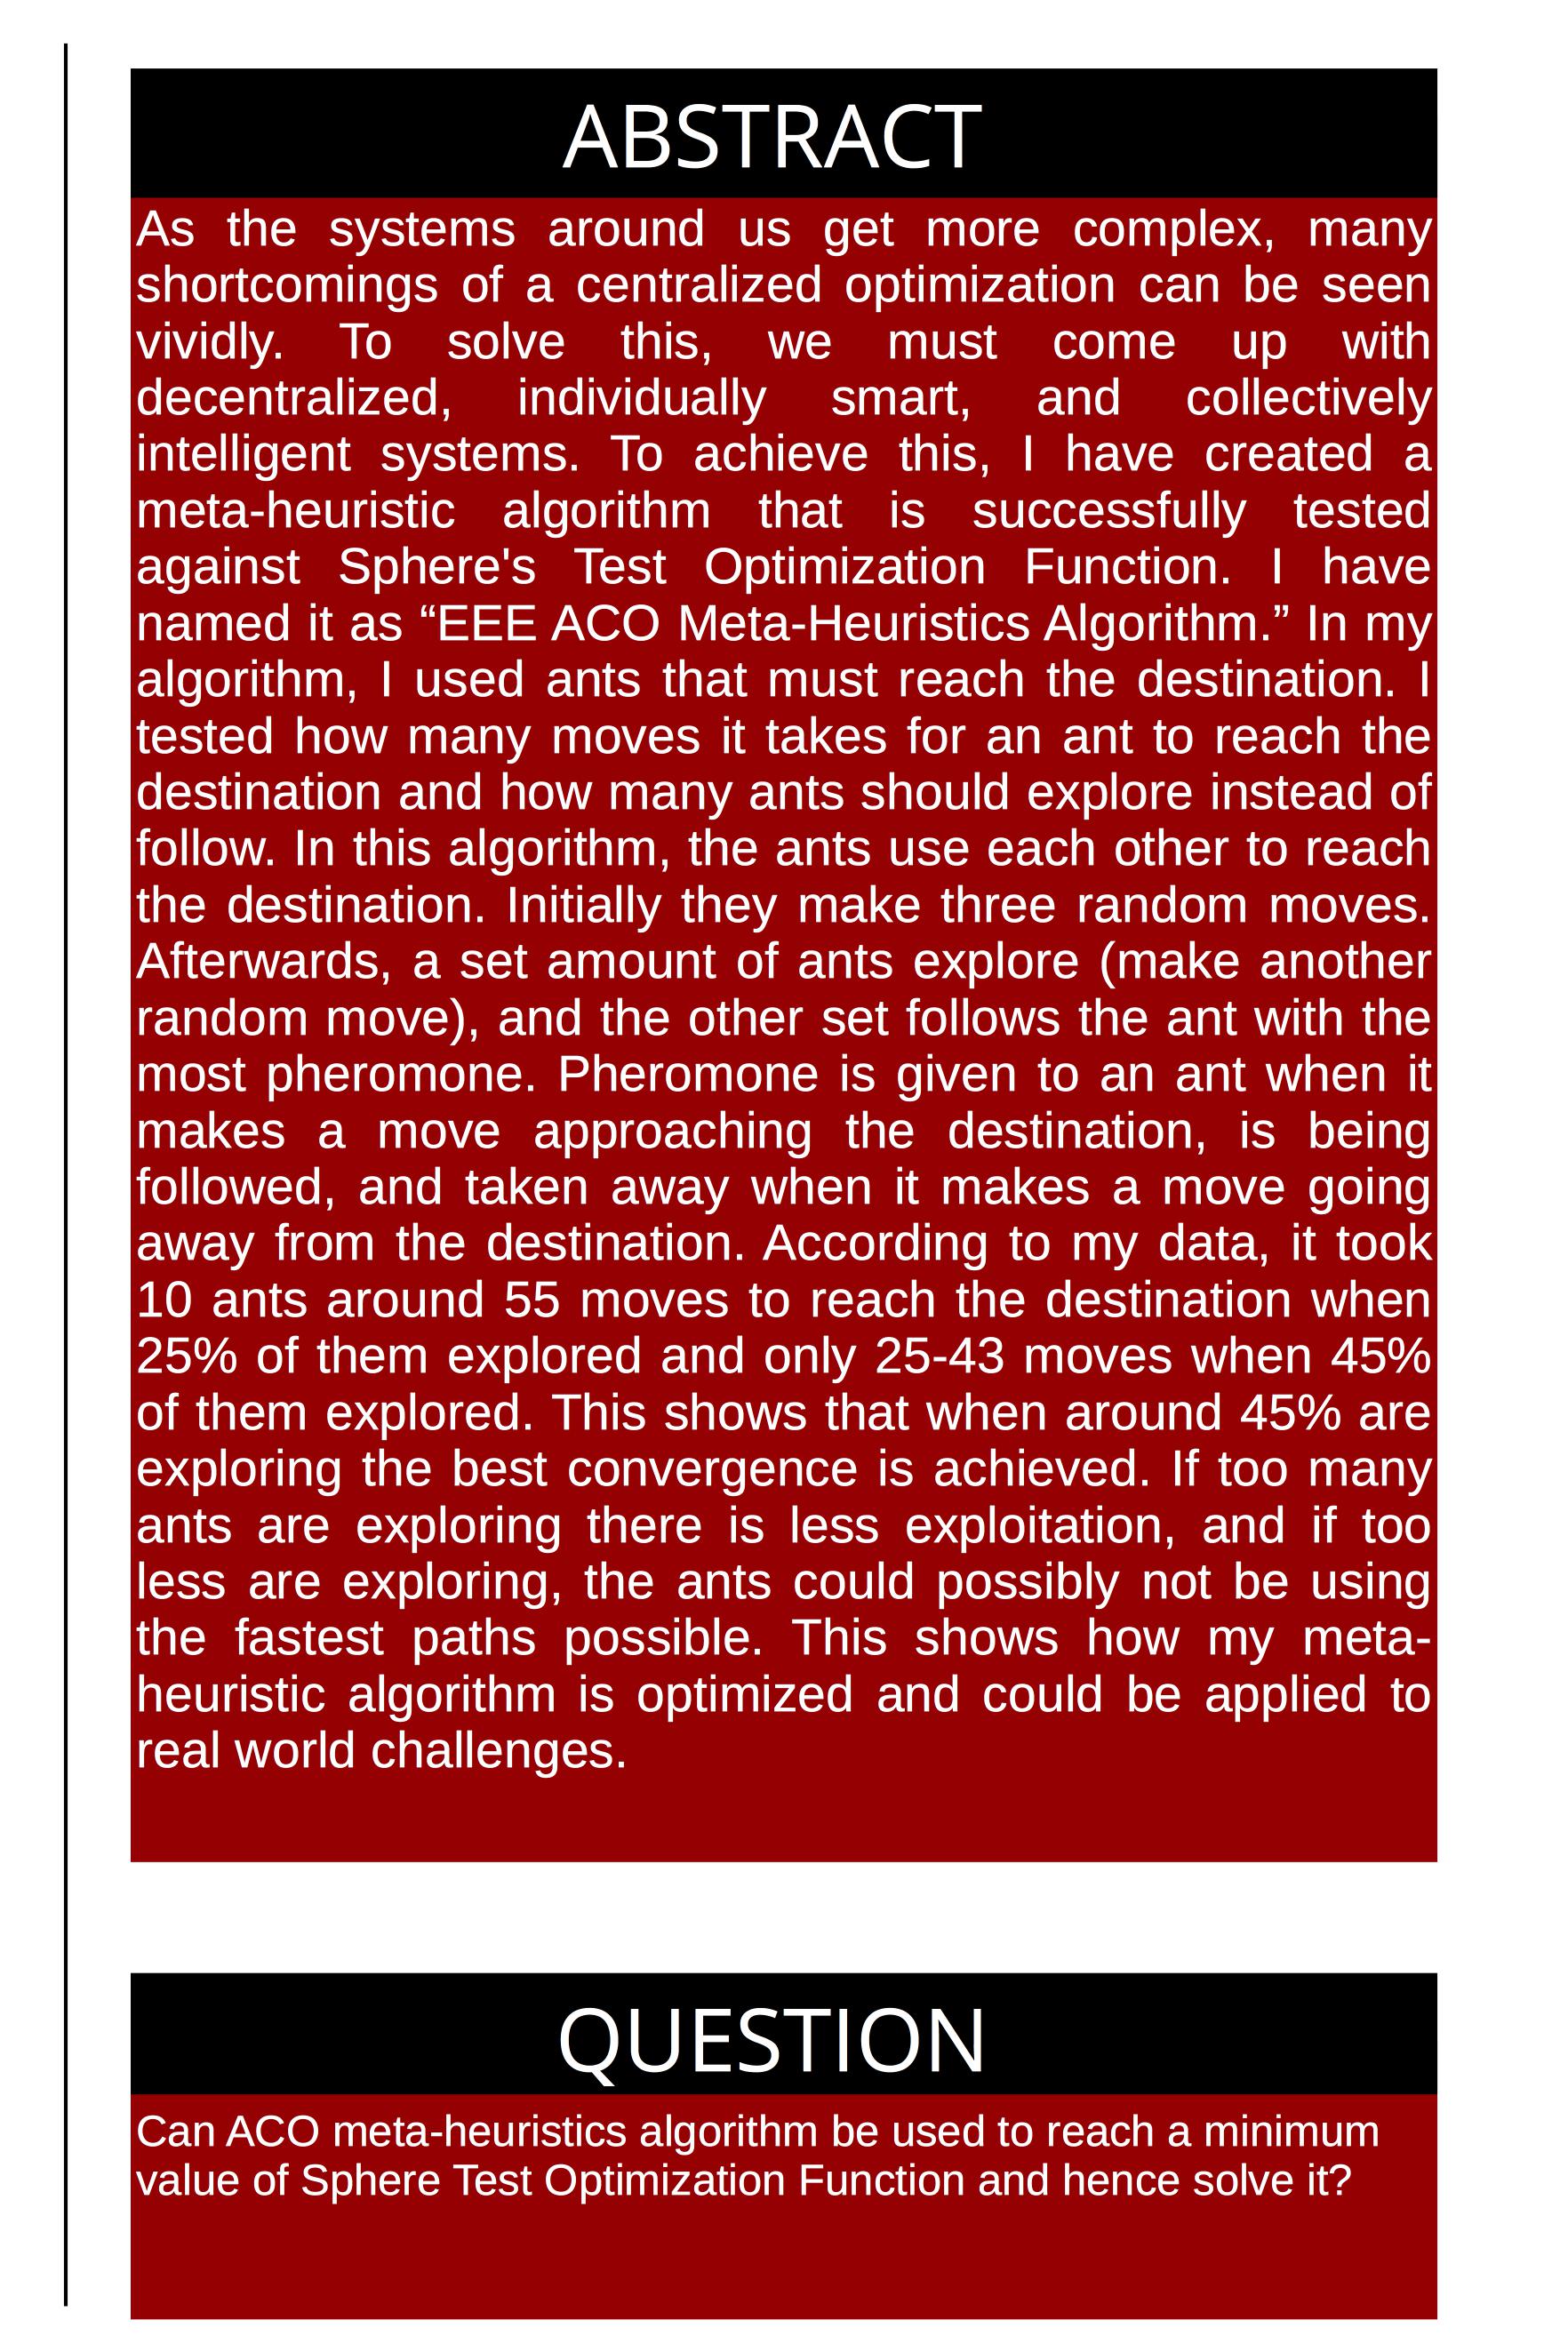 ABSTRACT
As the systems around us get more complex, many
shortcomings of a centralized optimization can be seen
vividly. To solve this, we must come up with
decentralized, individually smart, and collectively
intelligent systems. To achieve this, I have created a
meta-heuristic algorithm that is successfully tested
against Sphere's Test Optimization Function. I have
named it as “EEE ACO Meta-Heuristics Algorithm.” In my
algorithm, I used ants that must reach the destination. I
tested how many moves it takes for an ant to reach the
destination and how many ants should explore instead of
follow. In this algorithm, the ants use each other to reach
the destination. Initially they make three random moves.
Afterwards, a set amount of ants explore (make another
random move), and the other set follows the ant with the
most pheromone. Pheromone is given to an ant when it
makes a move approaching the destination, is being
followed, and taken away when it makes a move going
away from the destination. According to my data, it took
10 ants around 55 moves to reach the destination when
25% of them explored and only 25-43 moves when 45%
of them explored. This shows that when around 45% are
exploring the best convergence is achieved. If too many
ants are exploring there is less exploitation, and if too
less are exploring, the ants could possibly not be using
the fastest paths possible. This shows how my meta-
heuristic algorithm is optimized and could be applied to
real world challenges.
QUESTION
Can ACO meta-heuristics algorithm be used to reach a minimum
value of Sphere Test Optimization Function and hence solve it?